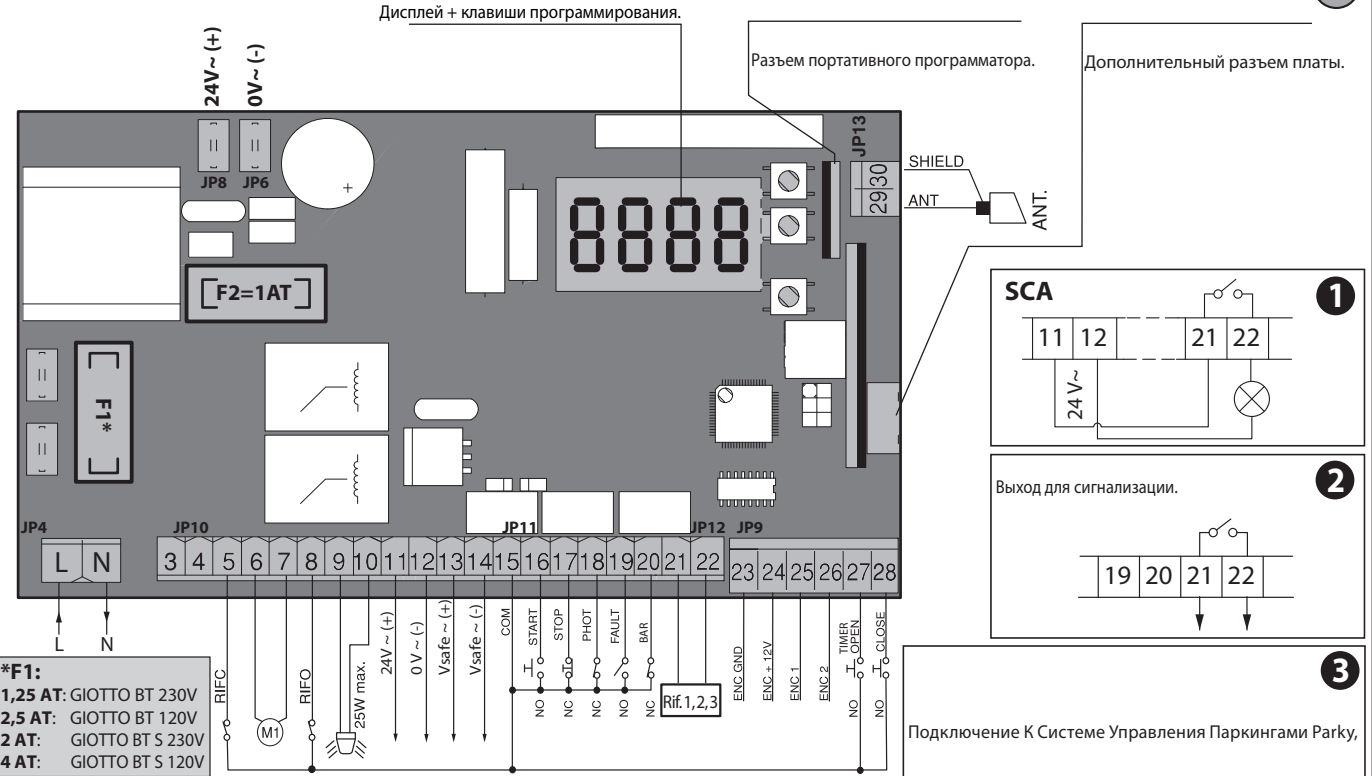 Дисплей + клавиши программирования.
Разъем портативного программатора.
Дополнительный разъем платы.
24V~ (+)
0V~ (-)
JP8
JP6
+
JP13
29 30
SHIELD
ANT
ANT.
8888
F2=1AT
F1*
SCA
1
11 12 21 22
24 V~
2
Выход для сигнализации.
19 20 21 22
JP4
JP10
JP11
JP12
JP9
L N
3 4 5 6 7 8 9 10 11 12 13 14 15 16 17 18 19 20 21 22
23 24 25 26 27 28
L
N
RIFC
M1
RIFO
25W max.
24V ~ (+)
0 V ~ (-)
Vsafe ~ (+)
Vsafe ~ (-)
COM
START
STOP
PHOT
FAULT
BAR
NO
NC
NC
NO
NC
Rif. 1,2,3
ENC GND
ENC + 12V
ENC 1
ENC 2
TIMER
OPEN
CLOSE
NO
NO
*F1:
1,25 AT: GIOTTO BT 230V
2,5 AT: GIOTTO BT 120V
2 AT: GIOTTO BT S 230V
4 AT: GIOTTO BT S 120V
3
Подключение К Системе Управления Паркингами Parky,